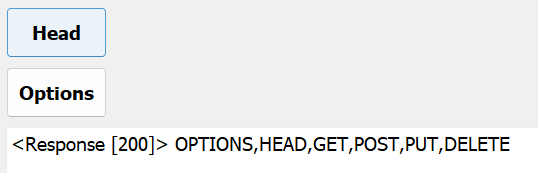 Head
Options
<Response [200]> OPTIONS,HEAD,GET,POST,PUT,DELETE